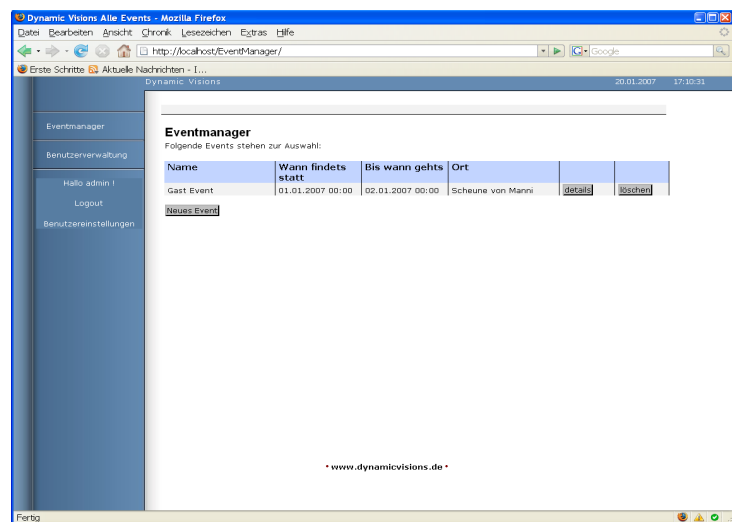 Dynamic Visions Alle Events - Mozilla Firefox
Datei Bearbeiten Ansicht Chronik Lesezeichen Extras Hilfe
http://localhost/EventManager/
Google
Erste Schritte Aktuelle Nachrichten - I...
Dynamic Visions 20.01.2007 17:10:31
Eventmanager
Benutzerverwaltung
Hallo admin !
Logout
Benutzereinstellungen
Eventmanager
Folgende Events stehen zur Auswahl:
Name Wann findets statt Bis wann gehts Ort
Gast Event 01.01.2007 00:00 02.01.2007 00:00 Scheune von Manni details löschen
Neues Event
• www.dynamicvisions.de •
Fertig